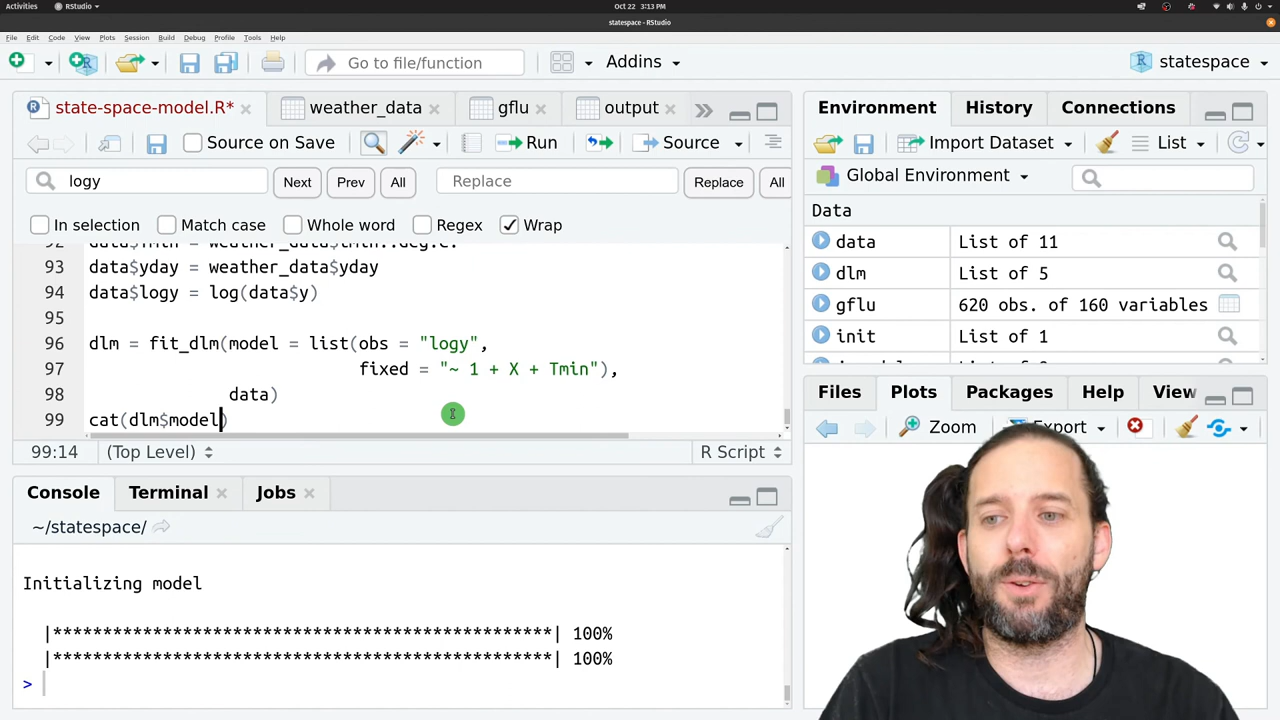 Activities RStudio Oct 22 3:13 PM
statespace - RStudio
File Edit Code View Plots Session Build Debug Profile Tools Help
Go to file/function Addins statespace
state-space-model.R* weather_data gflu output
Source on Save Run Source
logy Next Prev All Replace Replace All
In selection Match case Whole word Regex Wrap
92 data$Tmin = weather_data$tmin..deg.c.
93 data$yday = weather_data$yday
94 data$logy = log(data$y)
95
96 dlm = fit_dlm(model = list(obs = "logy",
97 fixed = "~ 1 + X + Tmin"),
98 data)
99 cat(dlm$model)
99:14 (Top Level) R Script
Console Terminal Jobs
~/statespace/
Initializing model
|**************************************************| 100%
|**************************************************| 100%
>
Environment History Connections
Import Dataset List
Global Environment
Data
data List of 11
dlm List of 5
gflu 620 obs. of 160 variables
init List of 1
Files Plots Packages Help View
Zoom Export